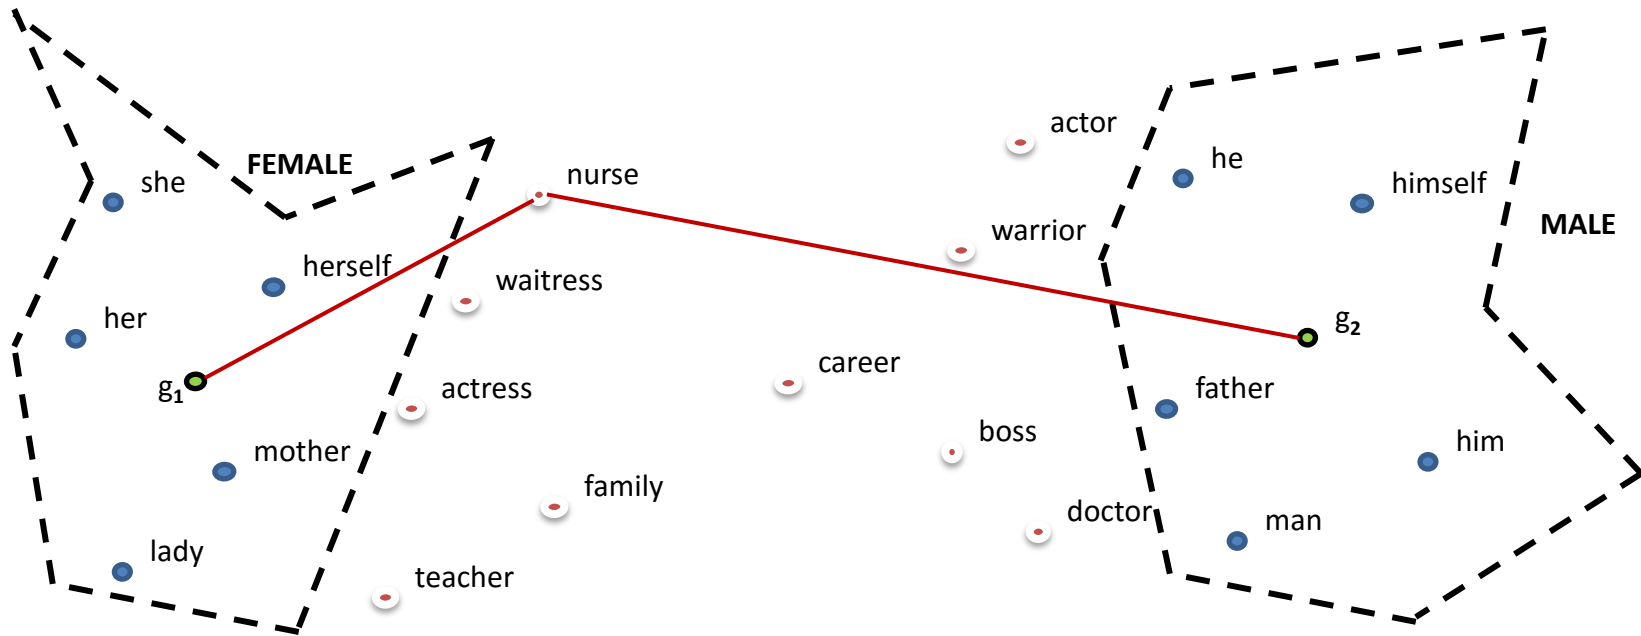 actor
he
FEMALE
she
nurse
himself
MALE
warrior
herself
waitress
her
g₂
g₁
actress
career
father
mother
boss
him
family
doctor
man
lady
teacher